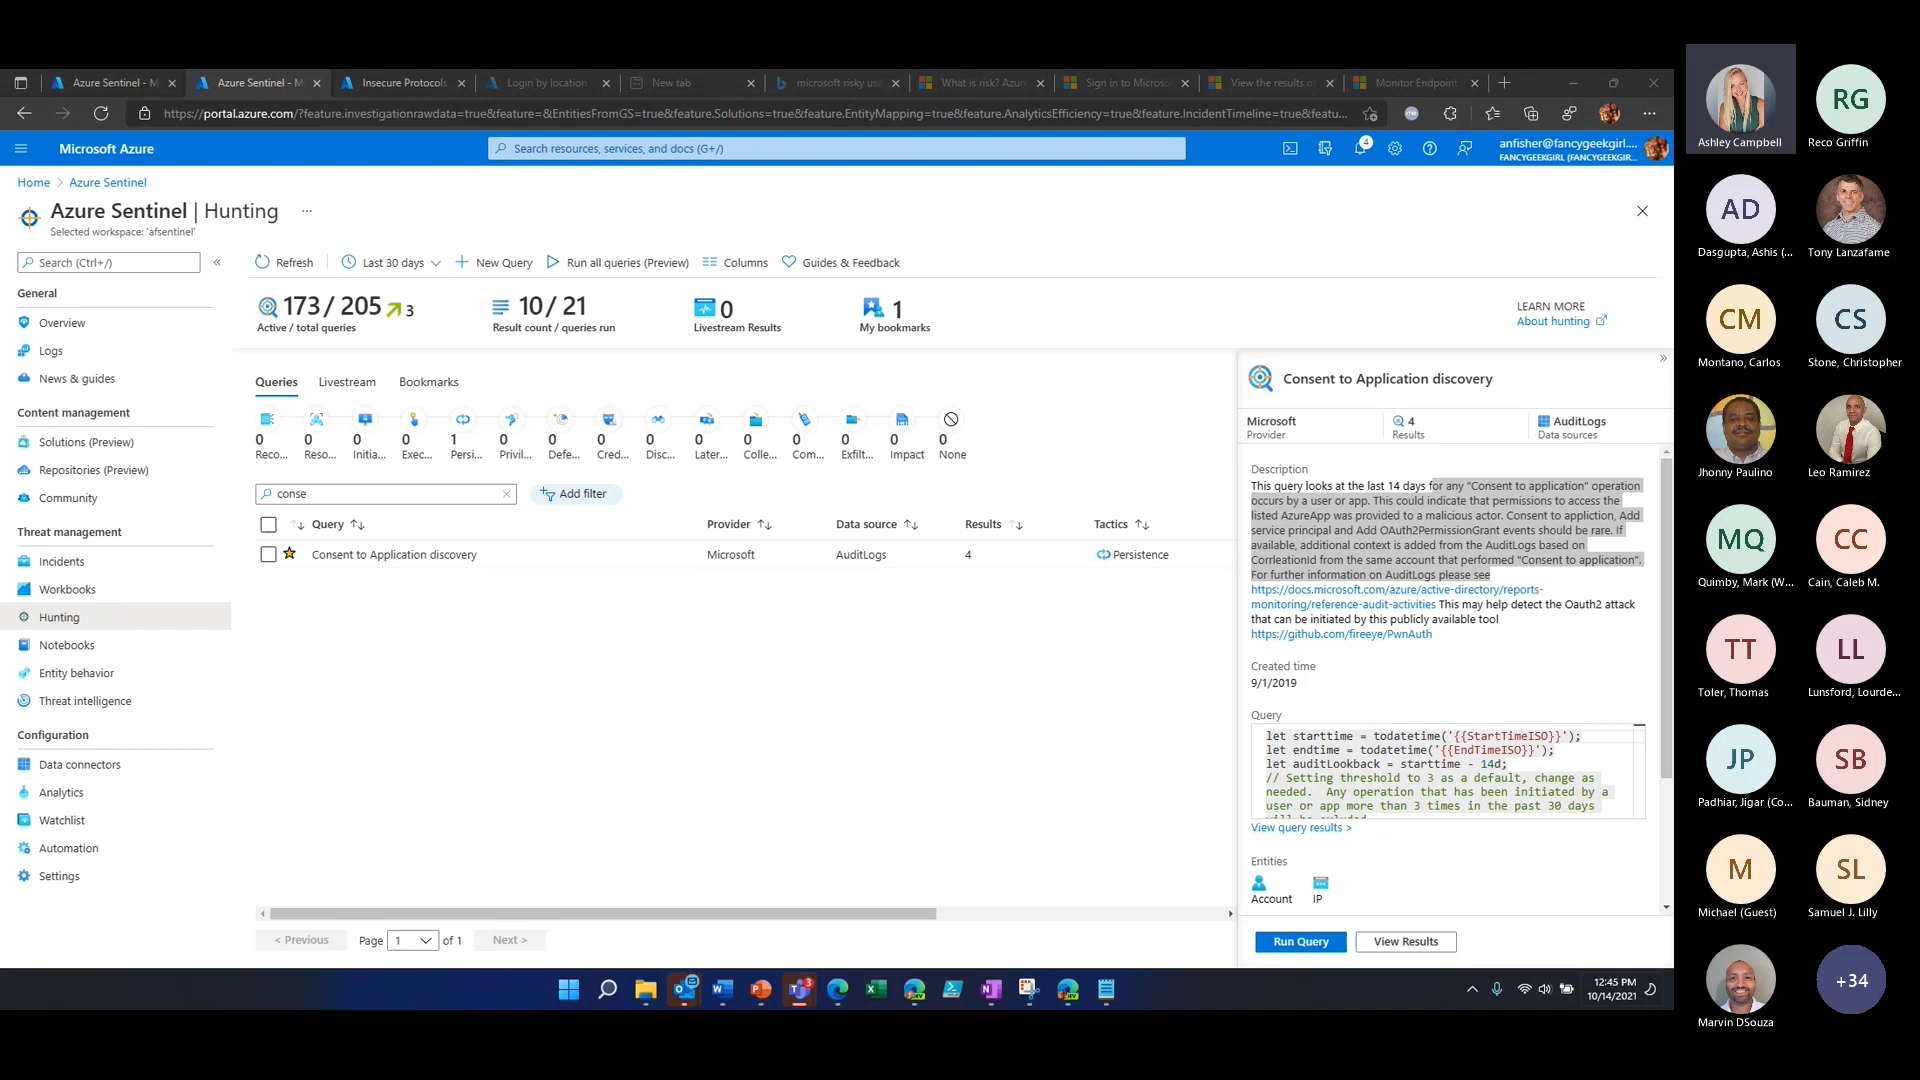 Azure Sentinel - M
Azure Sentinel - M
Insecure Protocols
Login by location
New tab
microsoft risky use
What is risk? Azur
Sign in to Microso
View the results o
Monitor Endpoint
https://portal.azure.com/?feature.investigationrawdata=true&feature=&EntitiesFromGS=true&feature.Solutions=true&feature.EntityMapping=true&feature.AnalyticsEfficiency=true&feature.IncidentTimeline=true&featu...
Microsoft Azure
Search resources, services, and docs (G+/)
4
anfisher@fancygeekgirl....
FANCYGEEKGIRL (FANCYGEEKGIR...
Home > Azure Sentinel
Azure Sentinel | Hunting ...
Selected workspace: 'afsentinel'
Search (Ctrl+/)
General
Overview
Logs
News & guides
Content management
Solutions (Preview)
Repositories (Preview)
Community
Threat management
Incidents
Workbooks
Hunting
Notebooks
Entity behavior
Threat intelligence
Configuration
Data connectors
Analytics
Watchlist
Automation
Settings
Refresh
Last 30 days
New Query
Run all queries (Preview)
Columns
Guides & Feedback
173 / 205 3
Active / total queries
10 / 21
Result count / queries run
0
Livestream Results
1
My bookmarks
LEARN MORE
About hunting
Queries Livestream Bookmarks
0 0 0 0 1 0 0 0 0 0 0 0 0 0 0
Reco... Reso... Initia... Exec... Persi... Privil... Defe... Cred... Disc... Later... Colle... Com... Exfilt... Impact None
conse
Add filter
Query Provider Data source Results Tactics
Consent to Application discovery Microsoft AuditLogs 4 Persistence
< Previous Page 1 of 1 Next >
Consent to Application discovery
Microsoft
Provider
4
Results
AuditLogs
Data sources
Description
This query looks at the last 14 days for any "Consent to application" operation
occurs by a user or app. This could indicate that permissions to access the
listed AzureApp was provided to a malicious actor. Consent to appliction, Add
service principal and Add OAuth2PermissionGrant events should be rare. If
available, additional context is added from the AuditLogs based on
CorrleationId from the same account that performed "Consent to application".
For further information on AuditLogs please see
https://docs.microsoft.com/azure/active-directory/reports-
monitoring/reference-audit-activities This may help detect the Oauth2 attack
that can be initiated by this publicly available tool
https://github.com/fireeye/PwnAuth
Created time
9/1/2019
Query
let starttime = todatetime('{{StartTimeISO}}');
let endtime = todatetime('{{EndTimeISO}}');
let auditLookback = starttime - 14d;
// Setting threshold to 3 as a default, change as
needed. Any operation that has been initiated by a
user or app more than 3 times in the past 30 days
View query results >
Entities
Account
IP
Run Query
View Results
3
12:45 PM
10/14/2021
Ashley Campbell
RG
Reco Griffin
AD
Dasgupta, Ashis (...
Tony Lanzafame
CM
Montano, Carlos
CS
Stone, Christopher
Jhonny Paulino
Leo Ramirez
MQ
Quimby, Mark (W...
CC
Cain, Caleb M.
TT
Toler, Thomas
LL
Lunsford, Lourde...
JP
Padhiar, Jigar (Co...
SB
Bauman, Sidney
M
Michael (Guest)
SL
Samuel J. Lilly
Marvin DSouza
+34